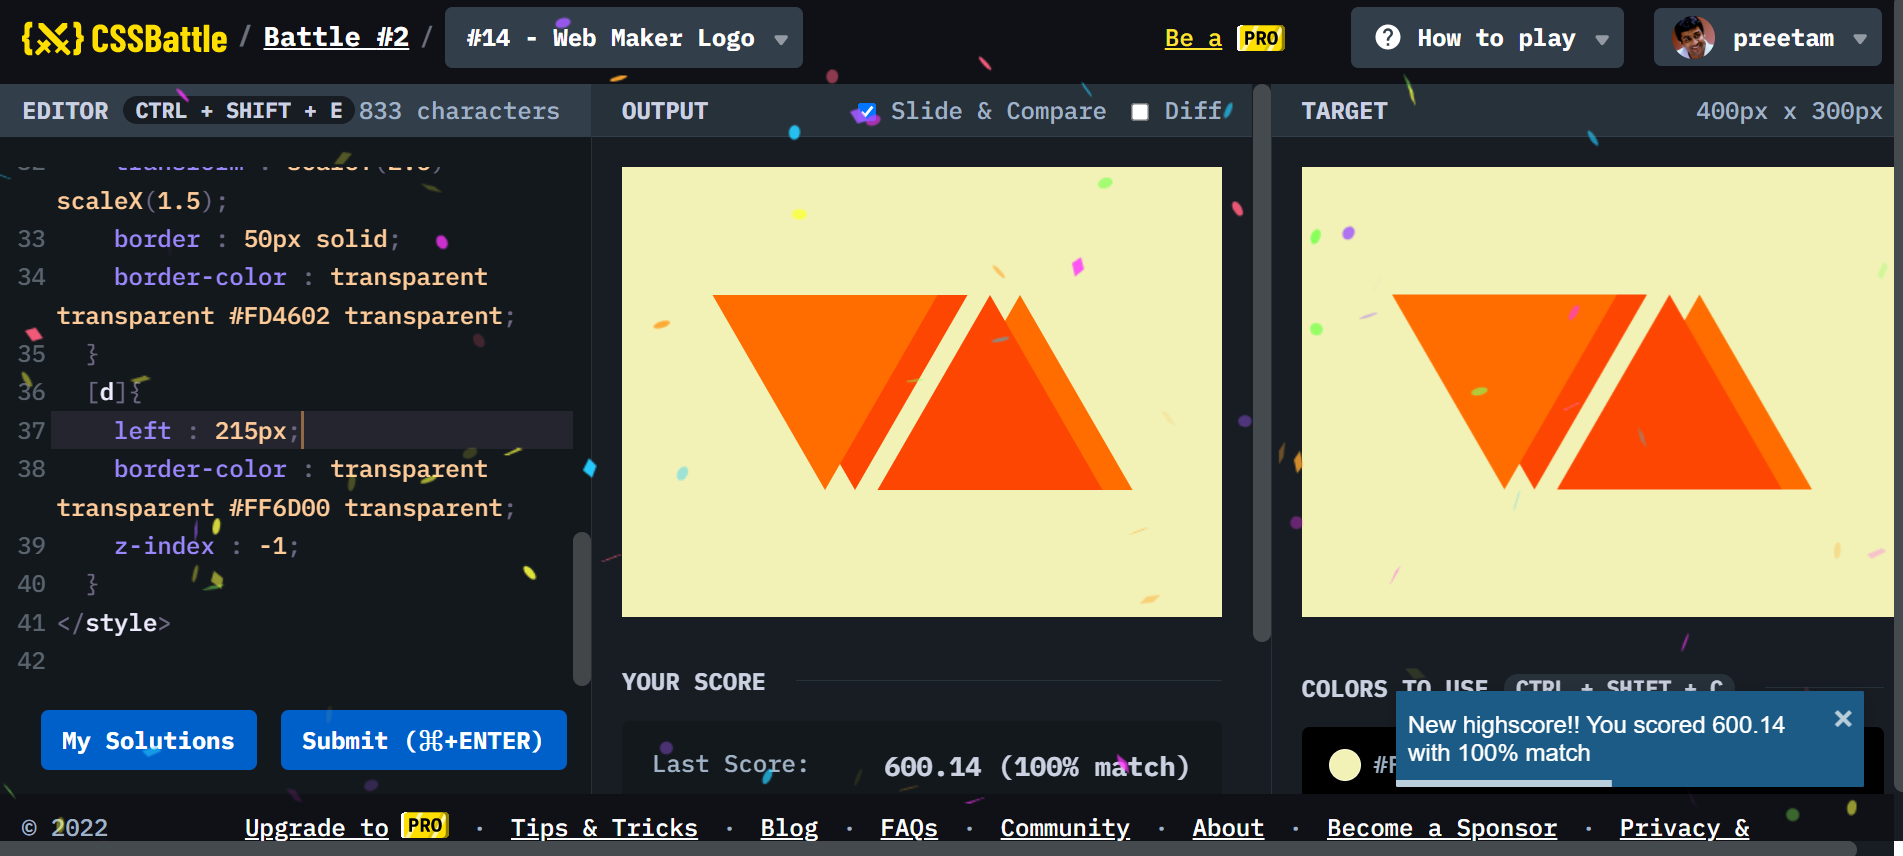 {X} CSSBattle / Battle #2 / #14 - Web Maker Logo
Be a PRO
How to play
preetam
EDITOR CTRL + SHIFT + E 833 characters
OUTPUT Slide & Compare Diff
TARGET 400px x 300px
32 transform : scaleY(2.6)
scaleX(1.5);
33 border : 50px solid;
34 border-color : transparent
transparent #FD4602 transparent;
35 }
36 [d]{
37 left : 215px;
38 border-color : transparent
transparent #FF6D00 transparent;
39 z-index : -1;
40 }
41 </style>
42
My Solutions
Submit (⌘+ENTER)
YOUR SCORE
Last Score: 600.14 (100% match)
COLORS TO USE CTRL + SHIFT + C
#F
New highscore!! You scored 600.14
with 100% match
© 2022
Upgrade to PRO · Tips & Tricks · Blog · FAQs · Community · About · Become a Sponsor · Privacy &